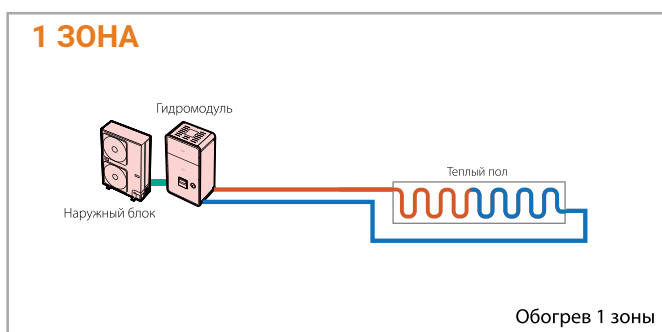 1 ЗОНА
Гидромодуль
Теплый пол
Наружный блок
Обогрев 1 зоны